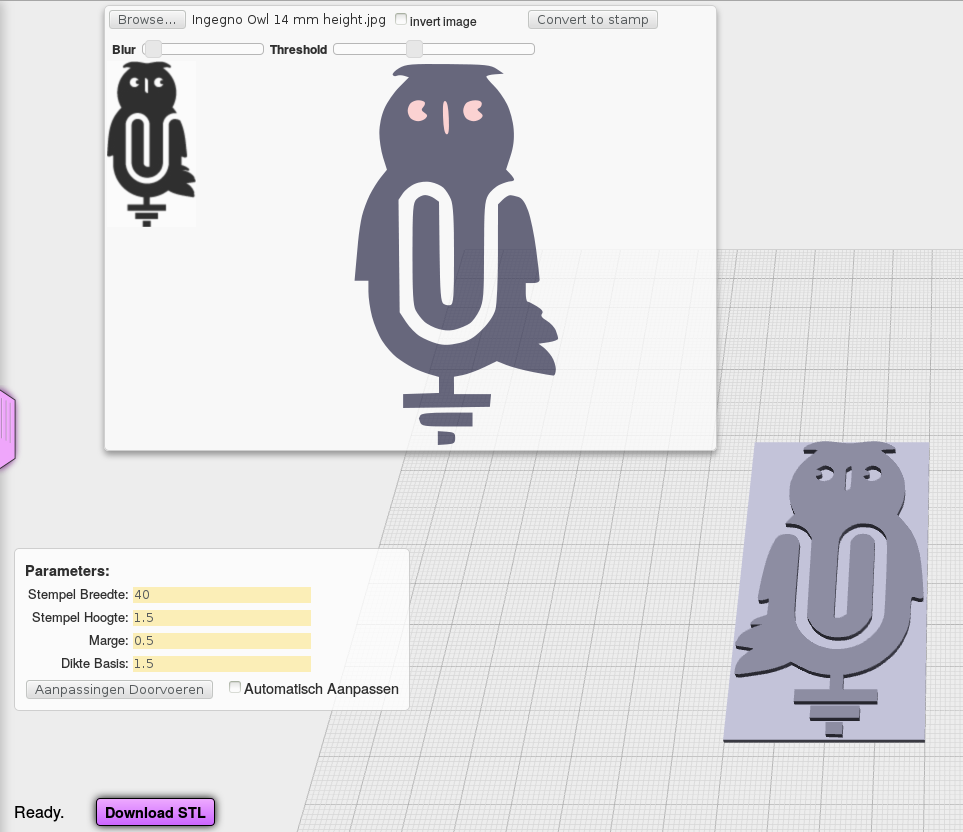 Browse... Ingegno Owl 14 mm height.jpg invert image Convert to stamp
Blur Threshold
Parameters:
Stempel Breedte: 40
Stempel Hoogte: 1.5
Marge: 0.5
Dikte Basis: 1.5
Aanpassingen Doorvoeren Automatisch Aanpassen
Ready. Download STL